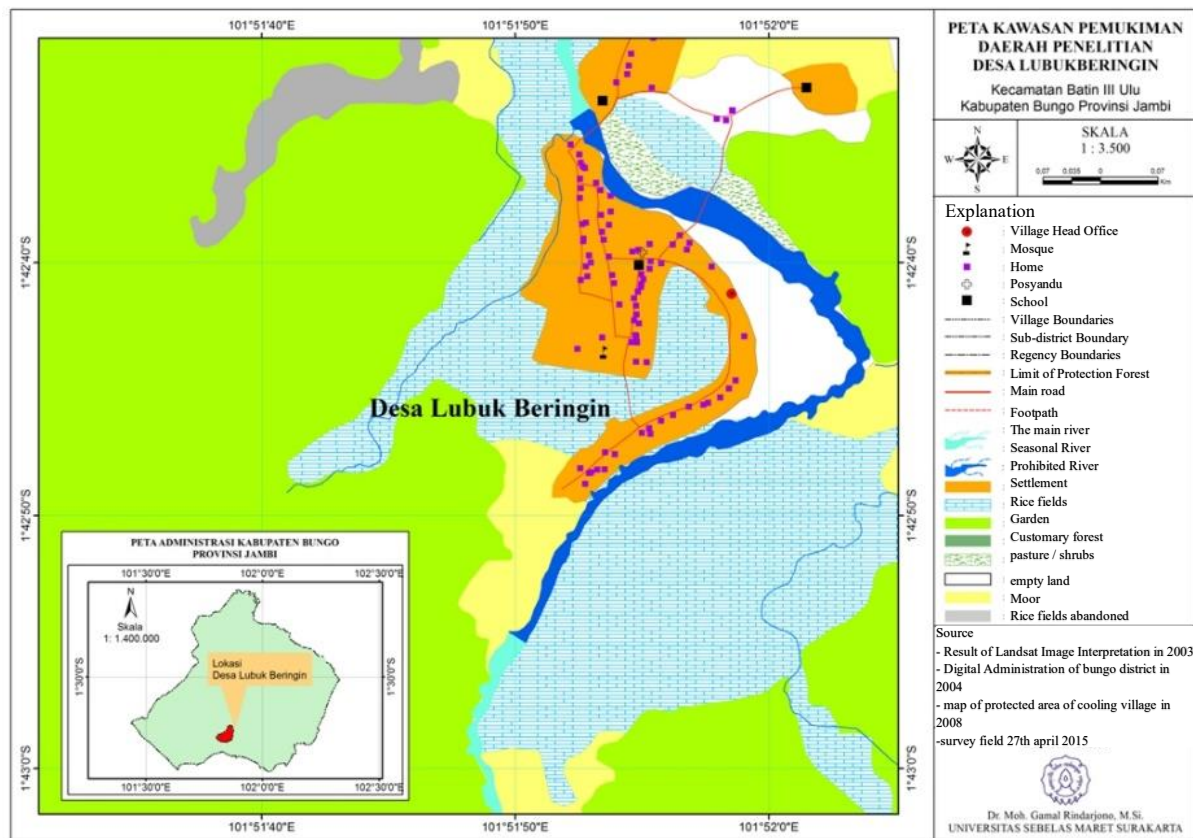 101°51'40"E
101°51'50"E
101°52'0"E
1°42'40"S
1°42'50"S
1°43'0"S
1°42'40"S
1°42'50"S
1°43'0"S
Desa Lubuk Beringin
101°51'40"E
101°51'50"E
101°52'0"E
PETA ADMINISTRASI KABUPATEN BUNGO
PROVINSI JAMBI
101°30'0"E
102°0'0"E
102°30'0"E
N
Skala
1: 1.400.000
Lokasi
Desa Lubuk Beringin
1°30'0"S
1°30'0"S
101°30'0"E
102°0'0"E
102°30'0"E
PETA KAWASAN PEMUKIMAN
DAERAH PENELITIAN
DESA LUBUKBERINGIN
Kecamatan Batin III Ulu
Kabupaten Bungo Provinsi Jambi
N
W E
S
SKALA
1 : 3.500
0.07 0.035 0 0.07
Km
Explanation
: Village Head Office
: Mosque
: Home
: Posyandu
: School
: Village Boundaries
: Sub-district Boundary
: Regency Boundaries
: Limit of Protection Forest
: Main road
: Footpath
: The main river
: Seasonal River
: Prohibited River
: Settlement
: Rice fields
: Garden
: Customary forest
: pasture / shrubs
: empty land
: Moor
: Rice fields abandoned
Source
- Result of Landsat Image Interpretation in 2003
- Digital Administration of bungo district in
2004
- map of protected area of cooling village in
2008
-survey field 27th april 2015
Dr. Moh. Gamal Rindarjono, M.Si.
UNIVERSITAS SEBELAS MARET SURAKARTA